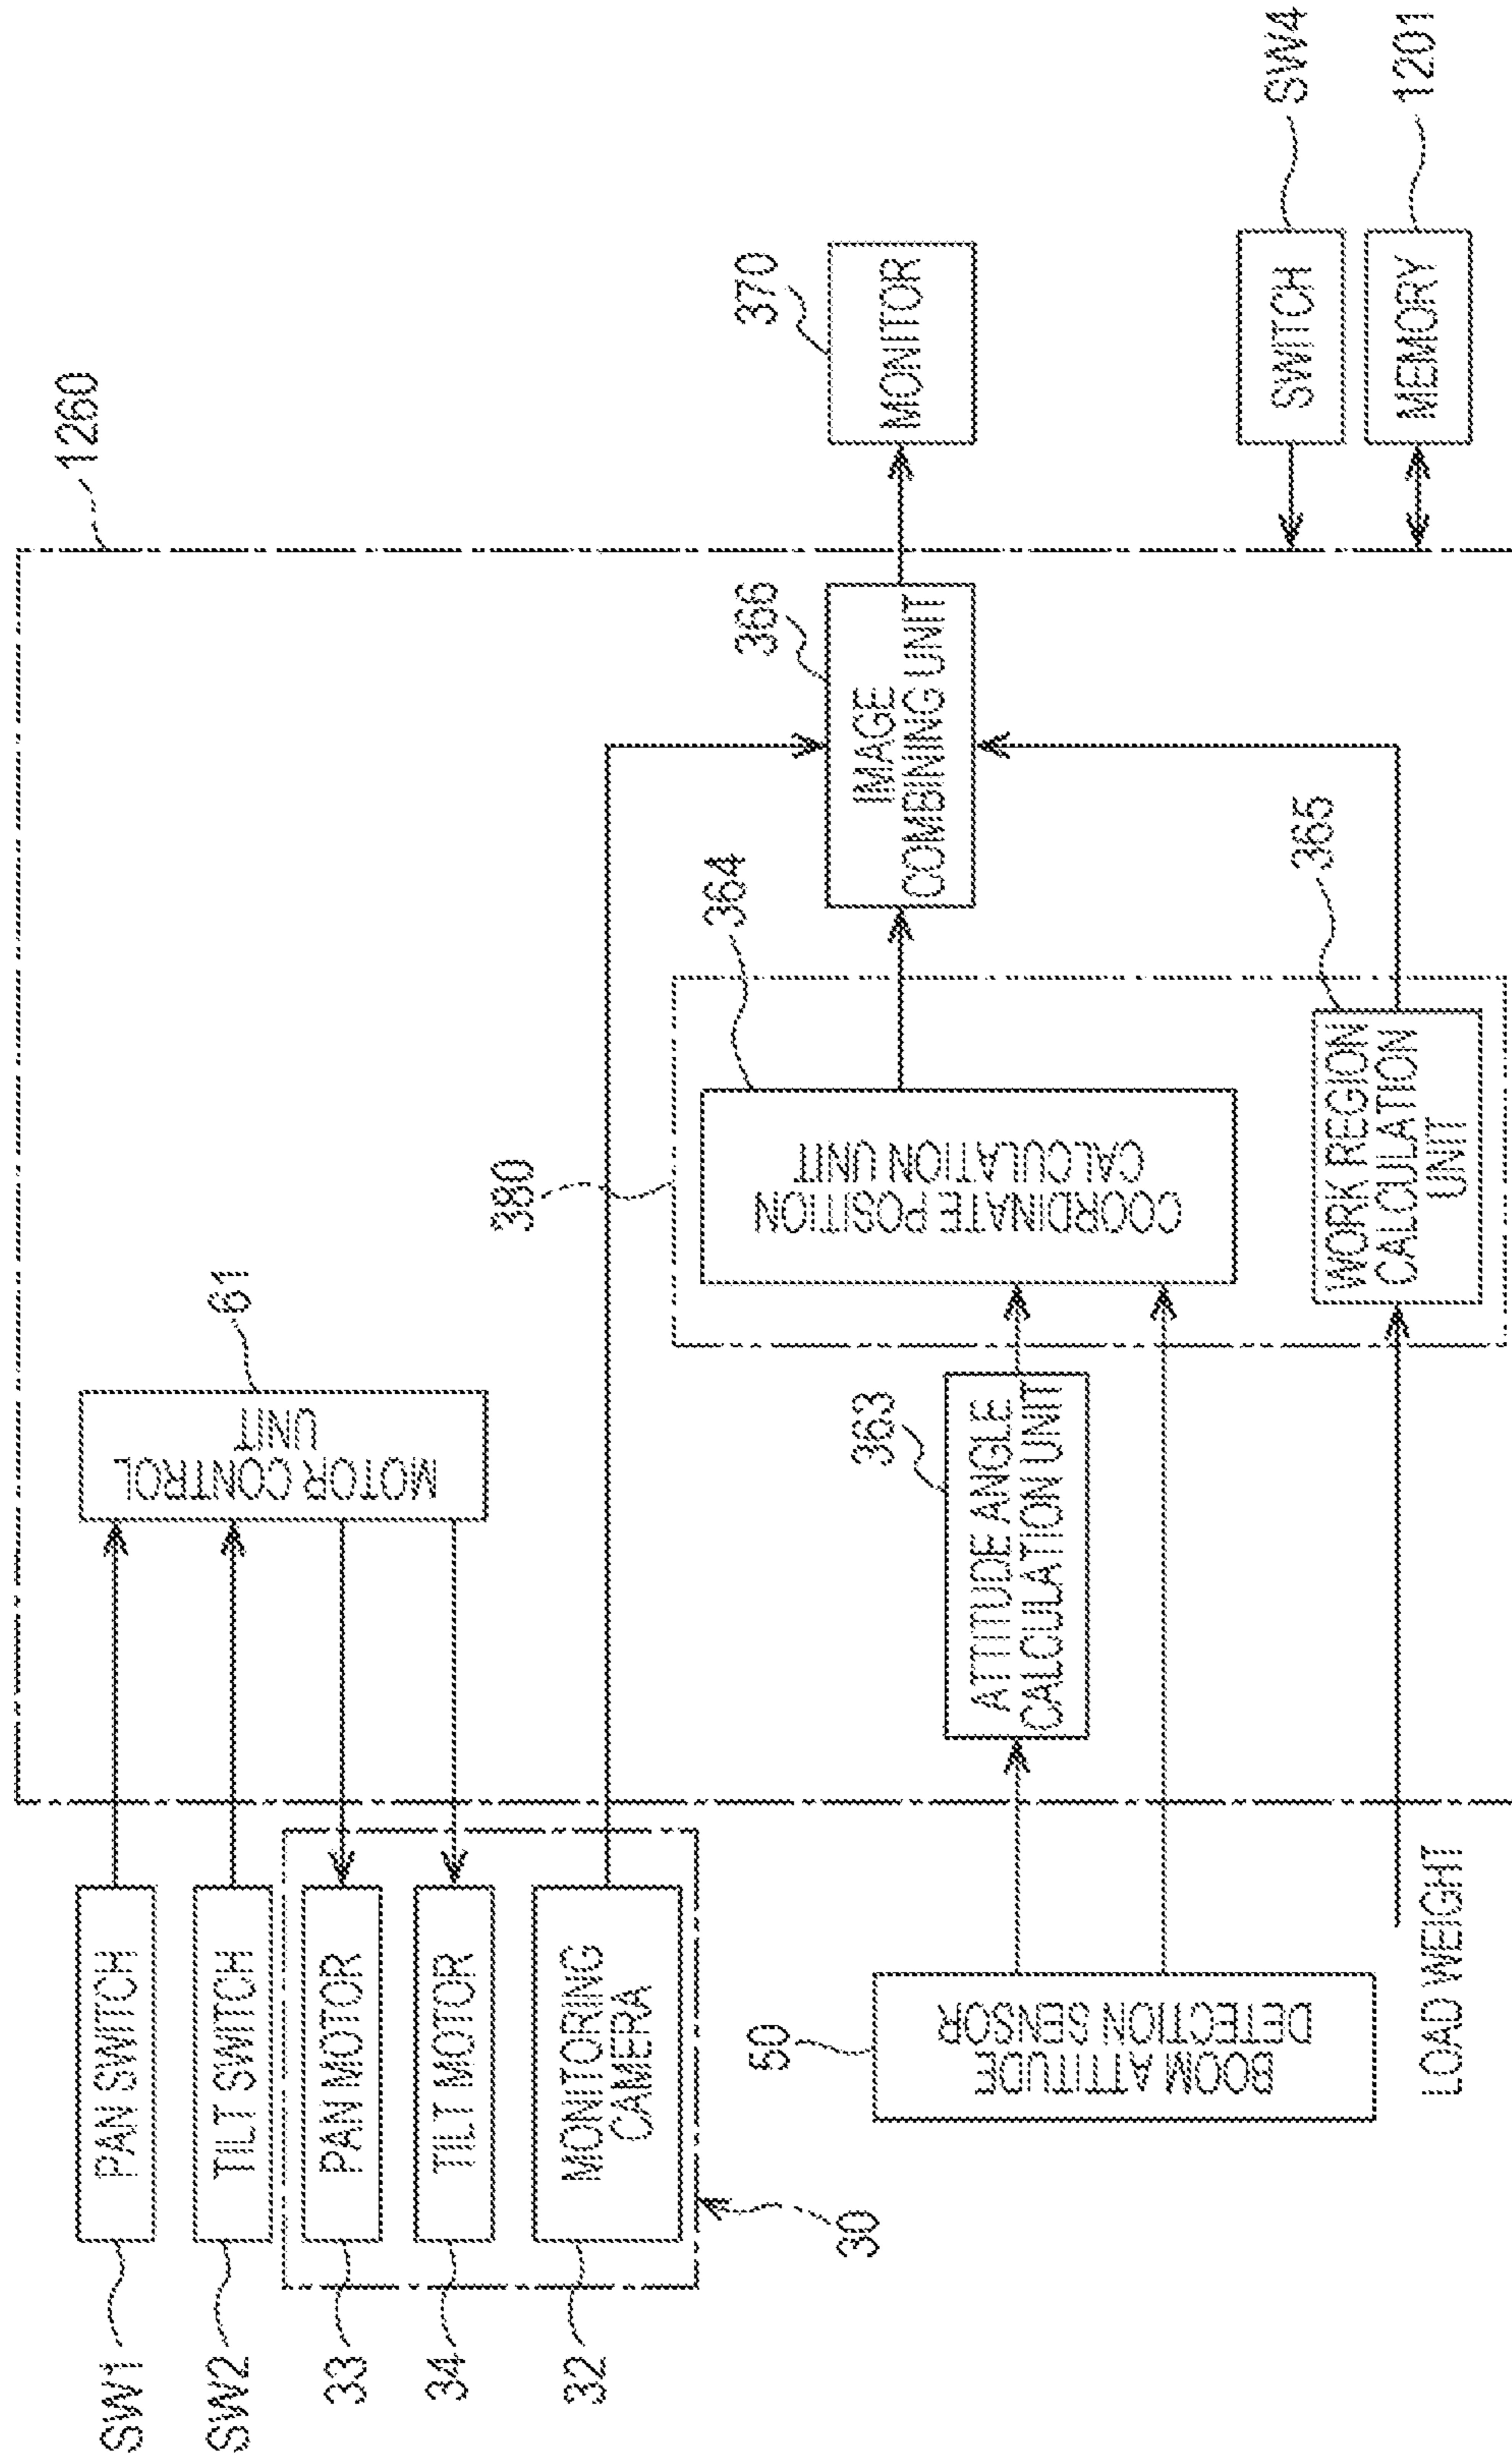 1260
SW1
PAN SWITCH
MOTOR CONTROL
UNIT
61
SW2
TILT SWITCH
33
PAN MOTOR
34
TILT MOTOR
32
MONITORING
CAMERA
30
380
364
366
370
50
BOOM ATTITUDE
DETECTION SENSOR
363
ATTITUDE ANGLE
CALCULATION UNIT
COORDINATE POSITION
CALCULATION UNIT
IMAGE
COMBINING UNIT
MONITOR
LOAD WEIGHT
WORK REGION
CALCULATION
UNIT
365
SWITCH
SW4
MEMORY
1201